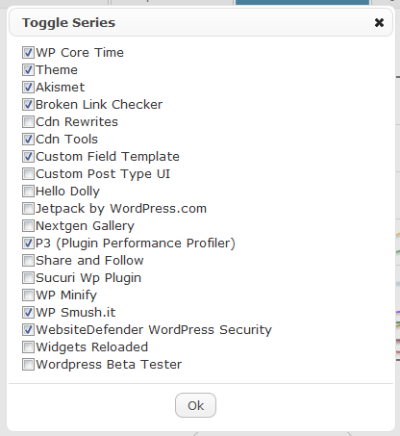 Toggle Series
WP Core Time
Theme
Akismet
Broken Link Checker
Cdn Rewrites
Cdn Tools
Custom Field Template
Custom Post Type UI
Hello Dolly
Jetpack by WordPress.com
Nextgen Gallery
P3 (Plugin Performance Profiler)
Share and Follow
Sucuri Wp Plugin
WP Minify
WP Smush.it
WebsiteDefender WordPress Security
Widgets Reloaded
Wordpress Beta Tester
Ok